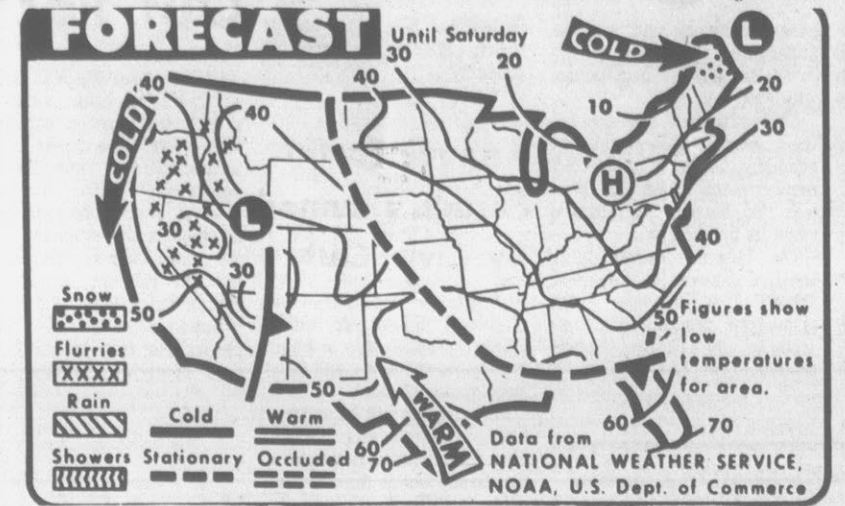 FORECAST
Until Saturday
COLD
L
40
30
40
20
COLD
10
20
30
40
COLD
L
H
30
30
40
50
50
Snow
Flurries
XXXX
Rain
Showers
Cold
Warm
Stationary
Occluded
50
60
70
WARM
60
70
Figures show
low
temperatures
for area.
Data from
NATIONAL WEATHER SERVICE,
NOAA, U.S. Dept. of Commerce